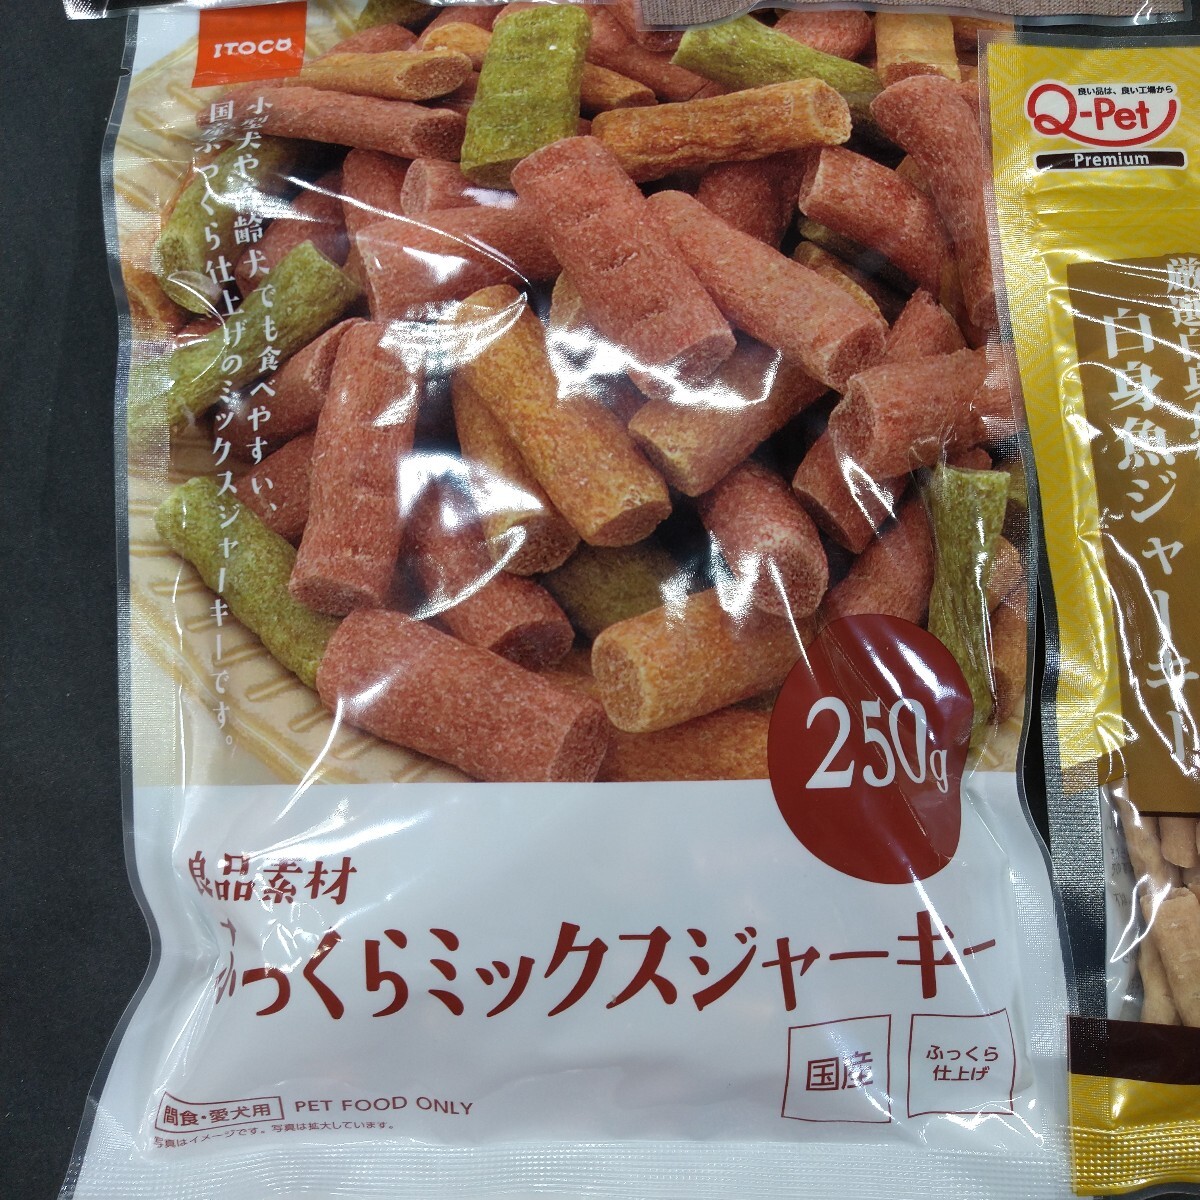 ITOCO
小型犬や高齢犬でも食べやすい、
国産ふっくら仕上げのミックスジャーキーです。
250g
良品素材
ふっくらミックスジャーキー
国産
ふっくら
仕上げ
間食・愛犬用
PET FOOD ONLY
写真はイメージです。写真は拡大しています。
良い品は、良い工場から
Q-Pet
Premium
厳選白身魚
白身魚ジャーキー